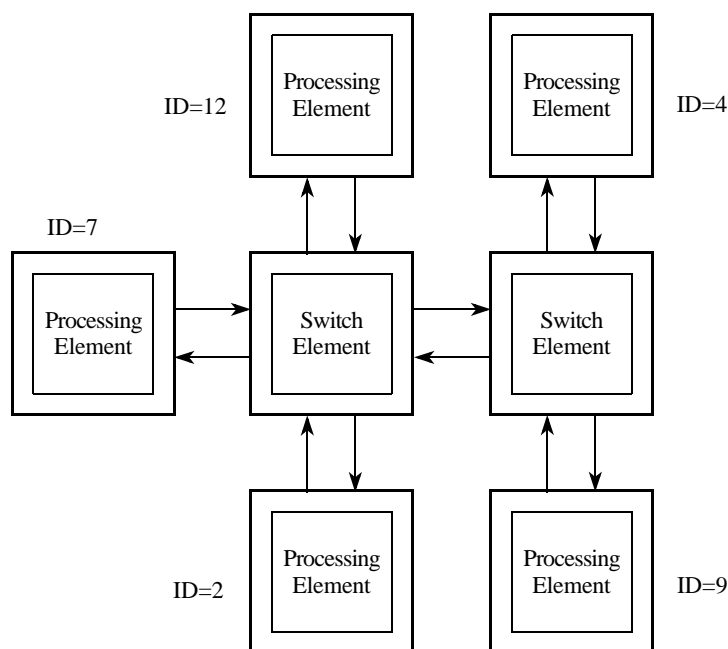 Processing
Element
ID=12
Processing
Element
ID=4
ID=7
Processing
Element
Switch
Element
Switch
Element
Processing
Element
ID=2
Processing
Element
ID=9